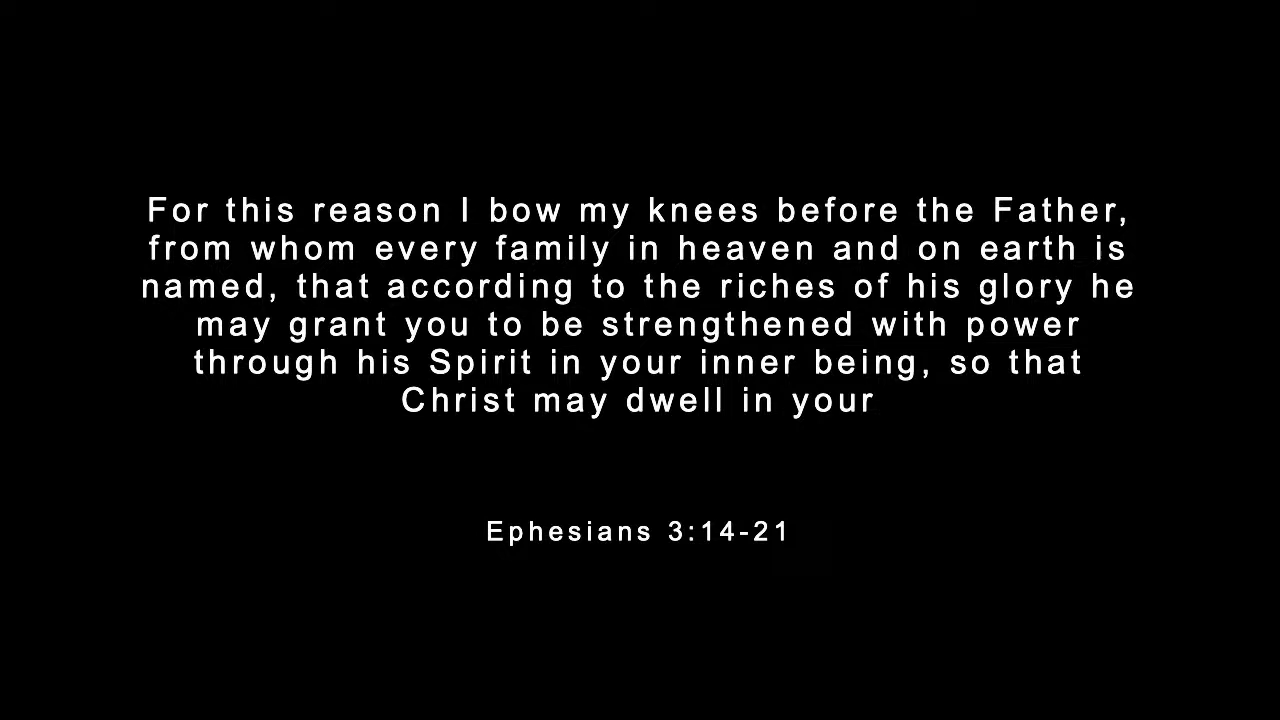 For this reason I bow my knees before the Father,
from whom every family in heaven and on earth is
named, that according to the riches of his glory he
may grant you to be strengthened with power
through his Spirit in your inner being, so that
Christ may dwell in your
Ephesians 3:14-21